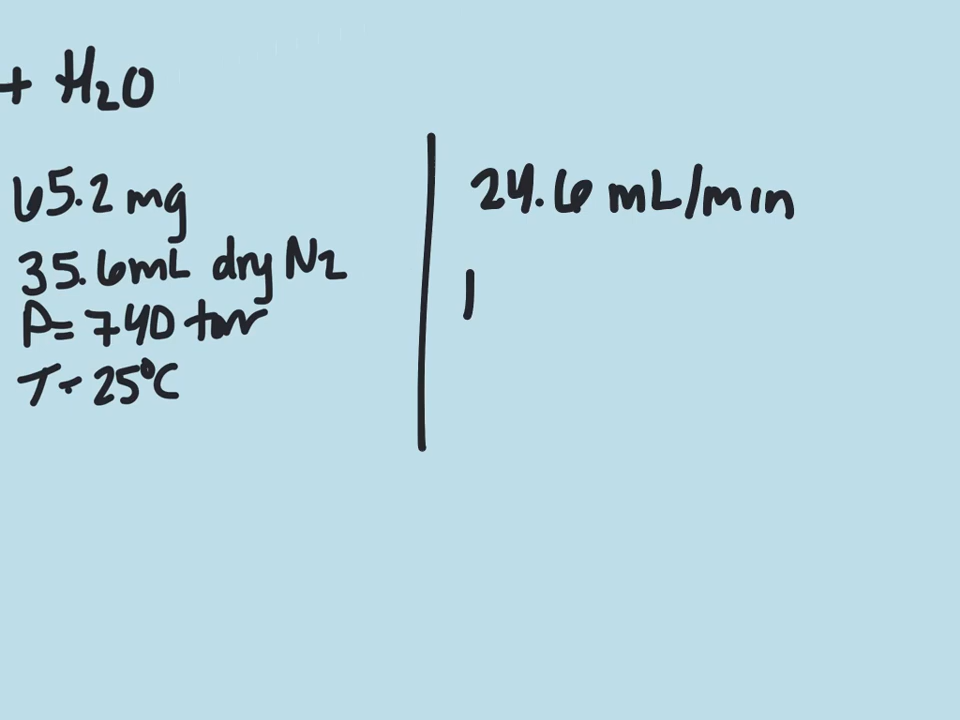 + H₂O
65.2 mg
35.6mL dry N₂
P= 740 torr
T= 25°C
24.6 mL/min